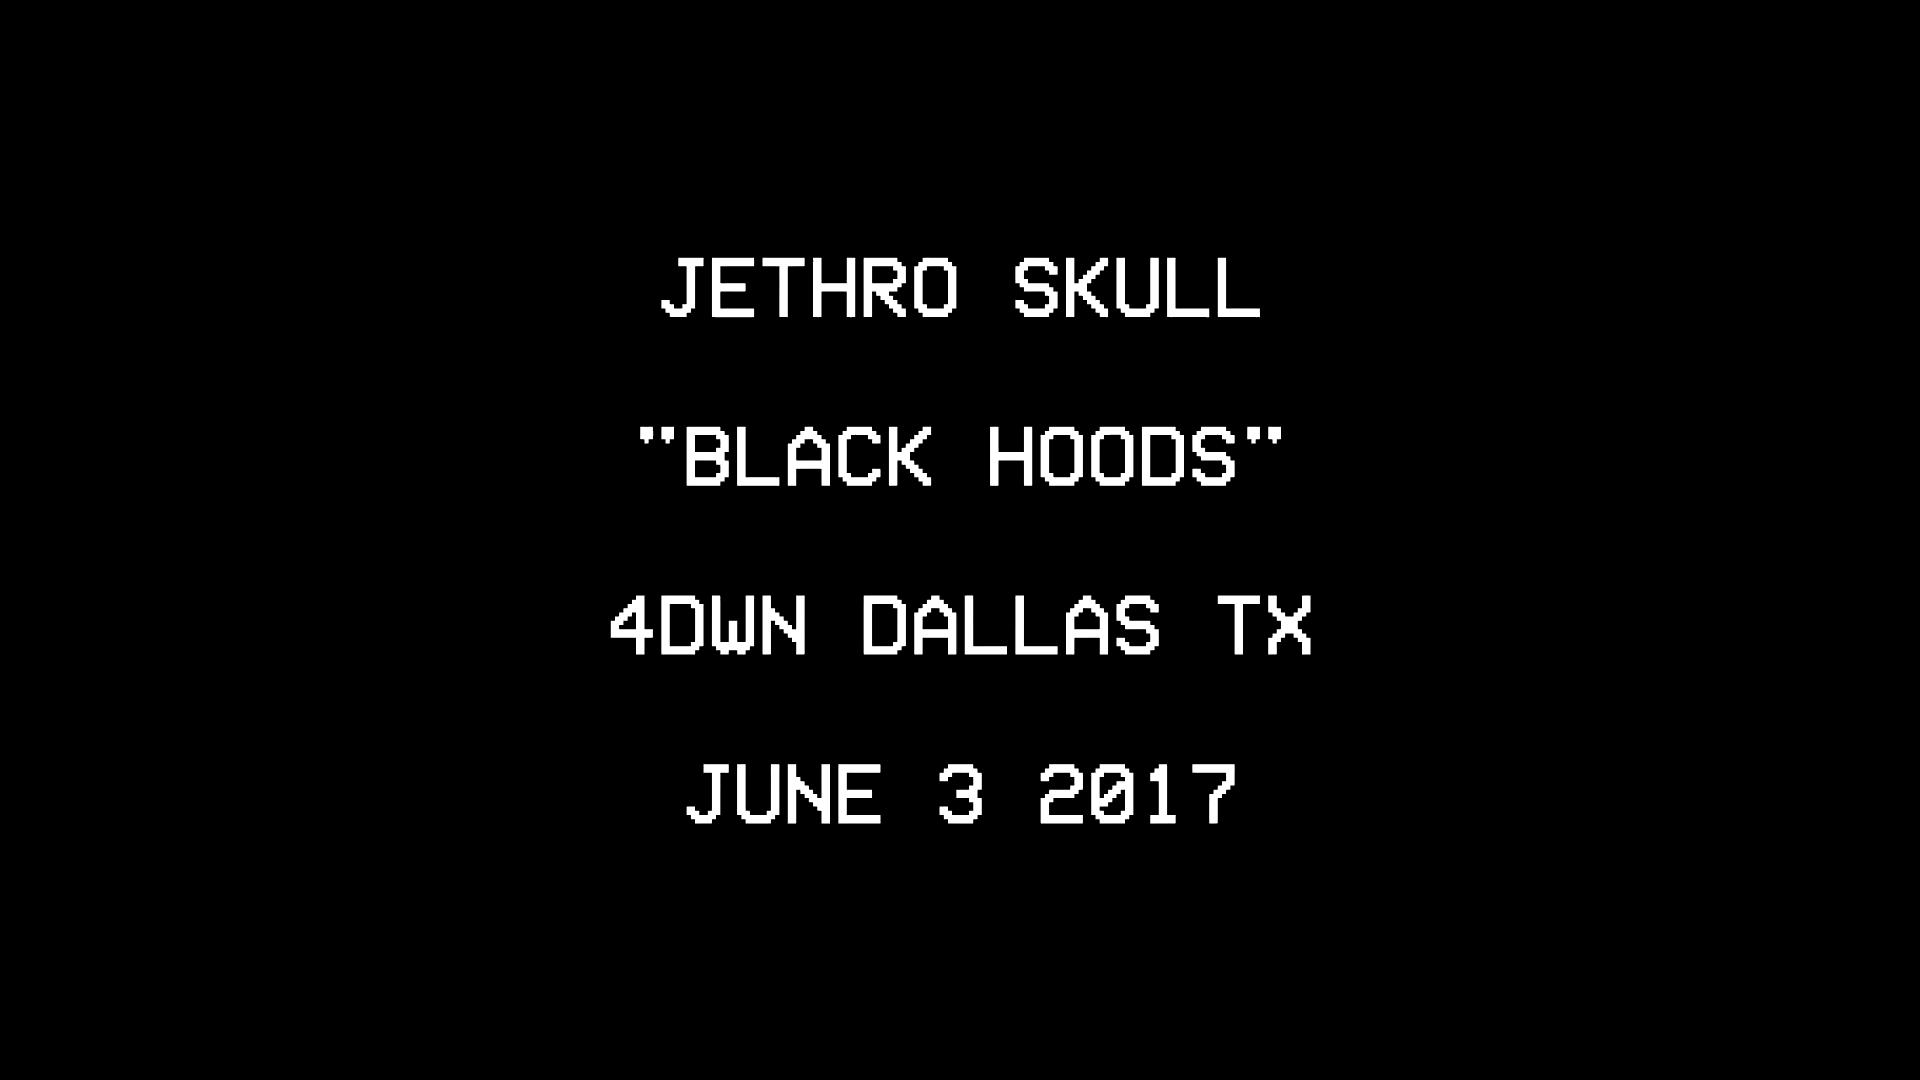 JETHRO SKULL
"BLACK HOODS"
4DWN DALLAS TX
JUNE 3 2017